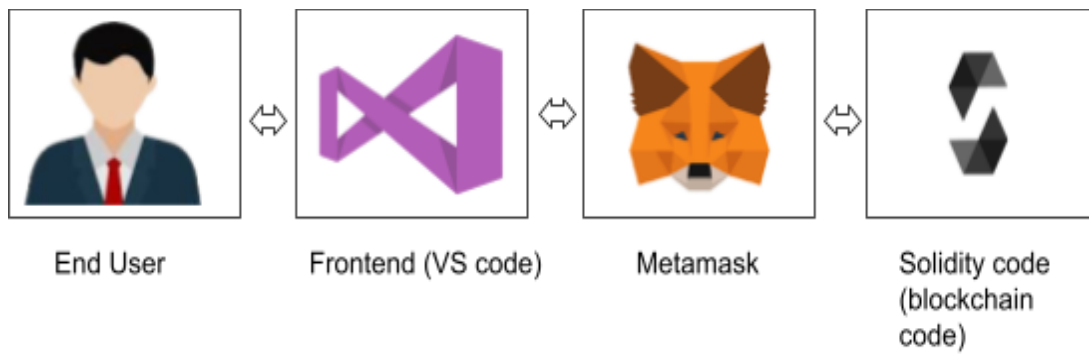 End User
Frontend (VS code)
Metamask
Solidity code
(blockchain
code)